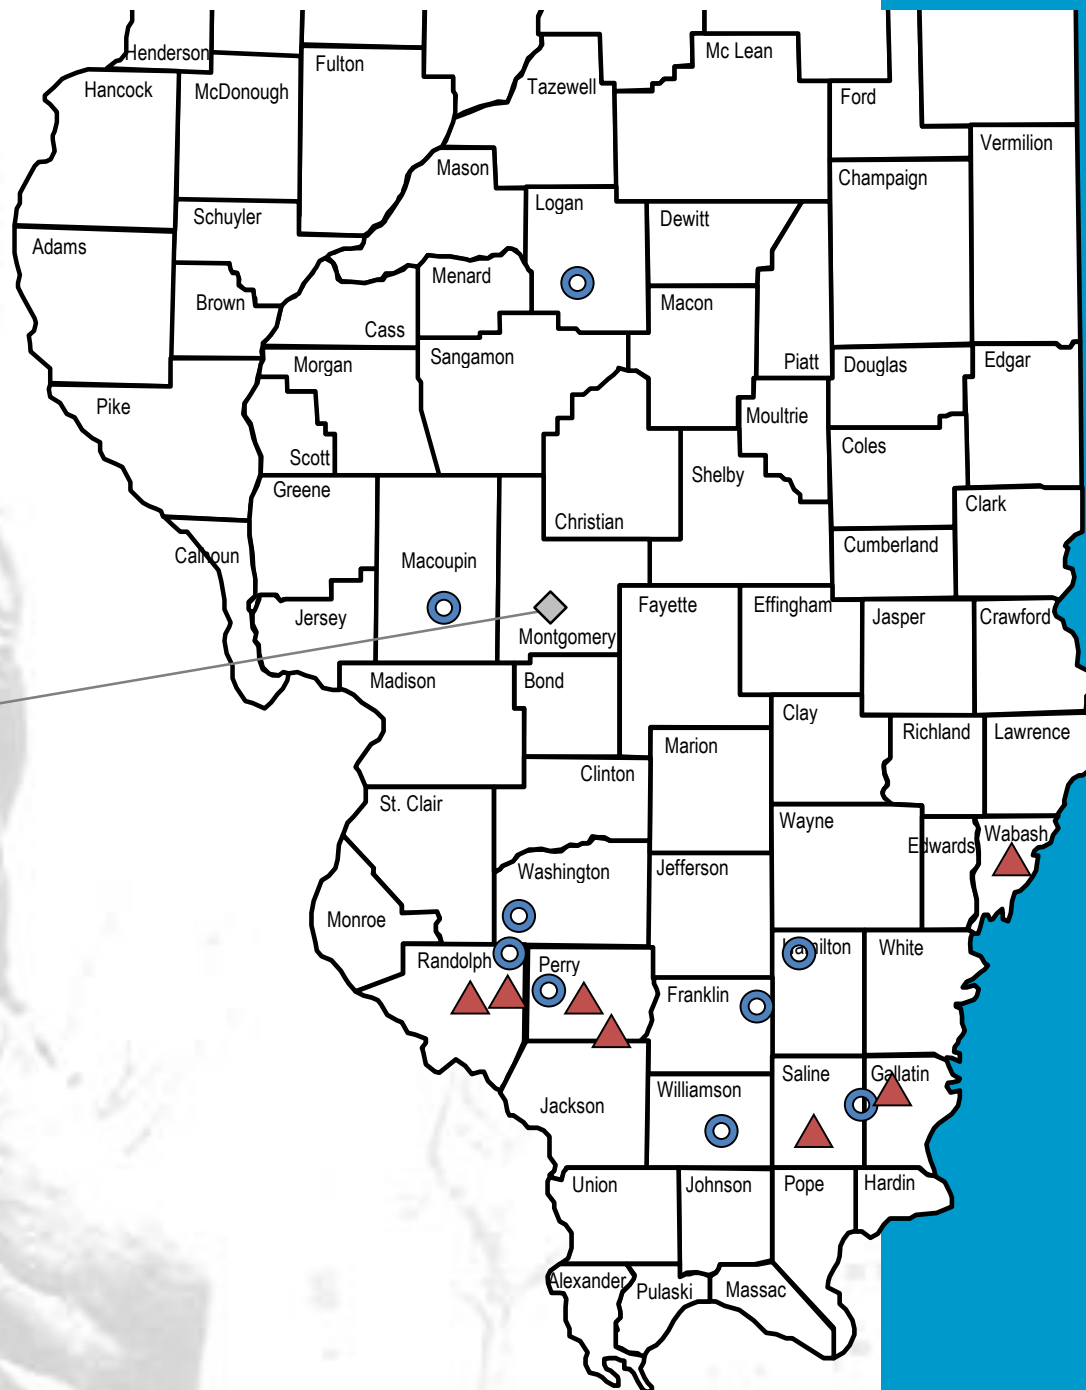 Henderson
Fulton
Mc Lean
Hancock
McDonough
Tazewell
Ford
Vermilion
Mason
Champaign
Logan
Schuyler
Dewitt
Adams
Menard
Brown
Macon
Cass
Sangamon
Morgan
Piatt
Douglas
Edgar
Pike
Moultrie
Coles
Scott
Shelby
Greene
Clark
Christian
Calhoun
Macoupin
Cumberland
Jersey
Fayette
Effingham
Jasper
Crawford
Montgomery
Madison
Bond
Clay
Richland
Lawrence
Marion
Clinton
St. Clair
Wayne
Wabash
Edwards
Washington
Jefferson
Monroe
Hamilton
White
Randolph
Perry
Franklin
Saline
Gallatin
Williamson
Jackson
Union
Johnson
Pope
Hardin
Alexander
Pulaski
Massac